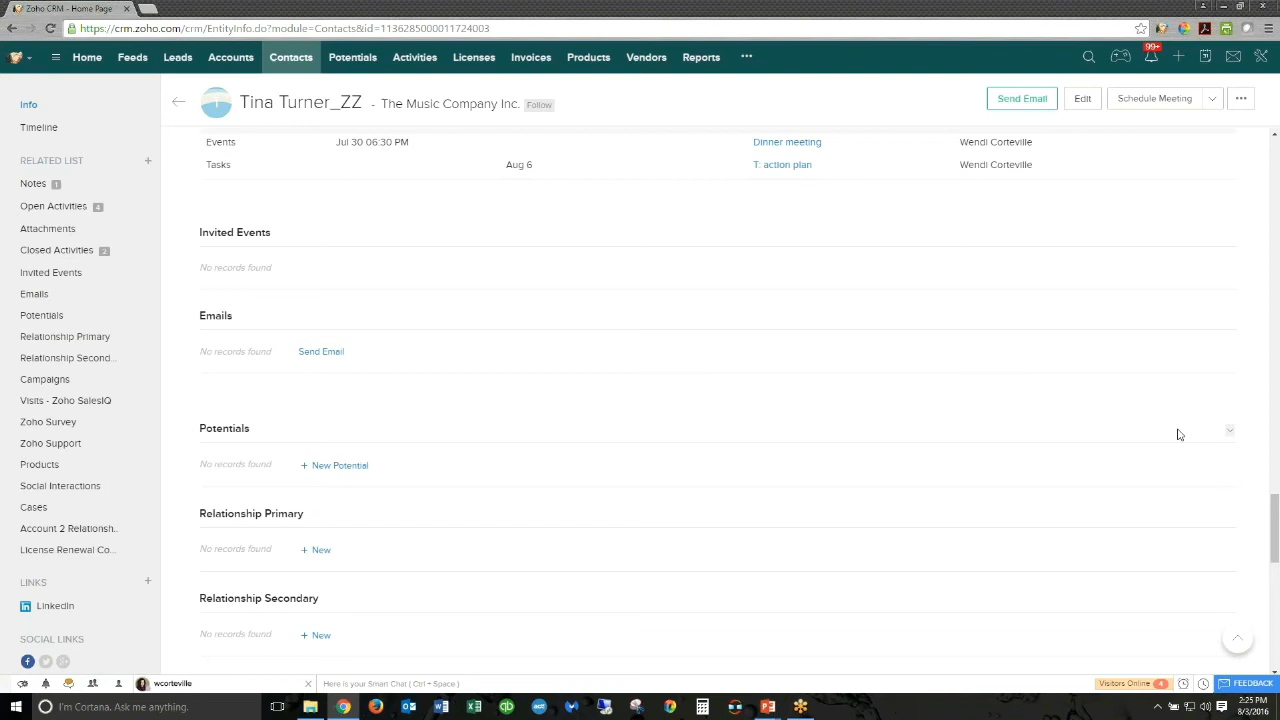 Zoho CRM - Home Page
https://crm.zoho.com/crm/EntityInfo.do?module=Contacts&id=1136285000011724003
Home Feeds Leads Accounts Contacts Potentials Activities Licenses Invoices Products Vendors Reports
99+
Tina Turner_ZZ - The Music Company Inc. Follow
Send Email Edit Schedule Meeting
Info
Timeline
RELATED LIST
Notes 1
Open Activities 4
Attachments
Closed Activities 2
Invited Events
Emails
Potentials
Relationship Primary
Relationship Second...
Campaigns
Visits - Zoho SalesIQ
Zoho Survey
Zoho Support
Products
Social Interactions
Cases
Account 2 Relationsh..
License Renewal Co...
LINKS
LinkedIn
SOCIAL LINKS
Events Jul 30 06:30 PM Dinner meeting Wendi Corteville
Tasks Aug 6 T: action plan Wendi Corteville
Invited Events
No records found
Emails
No records found Send Email
Potentials
No records found + New Potential
Relationship Primary
No records found + New
Relationship Secondary
No records found + New
wcorteville
Here is your Smart Chat ( Ctrl + Space )
Visitors Online 4
FEEDBACK
I'm Cortana. Ask me anything.
2:25 PM
8/3/2016